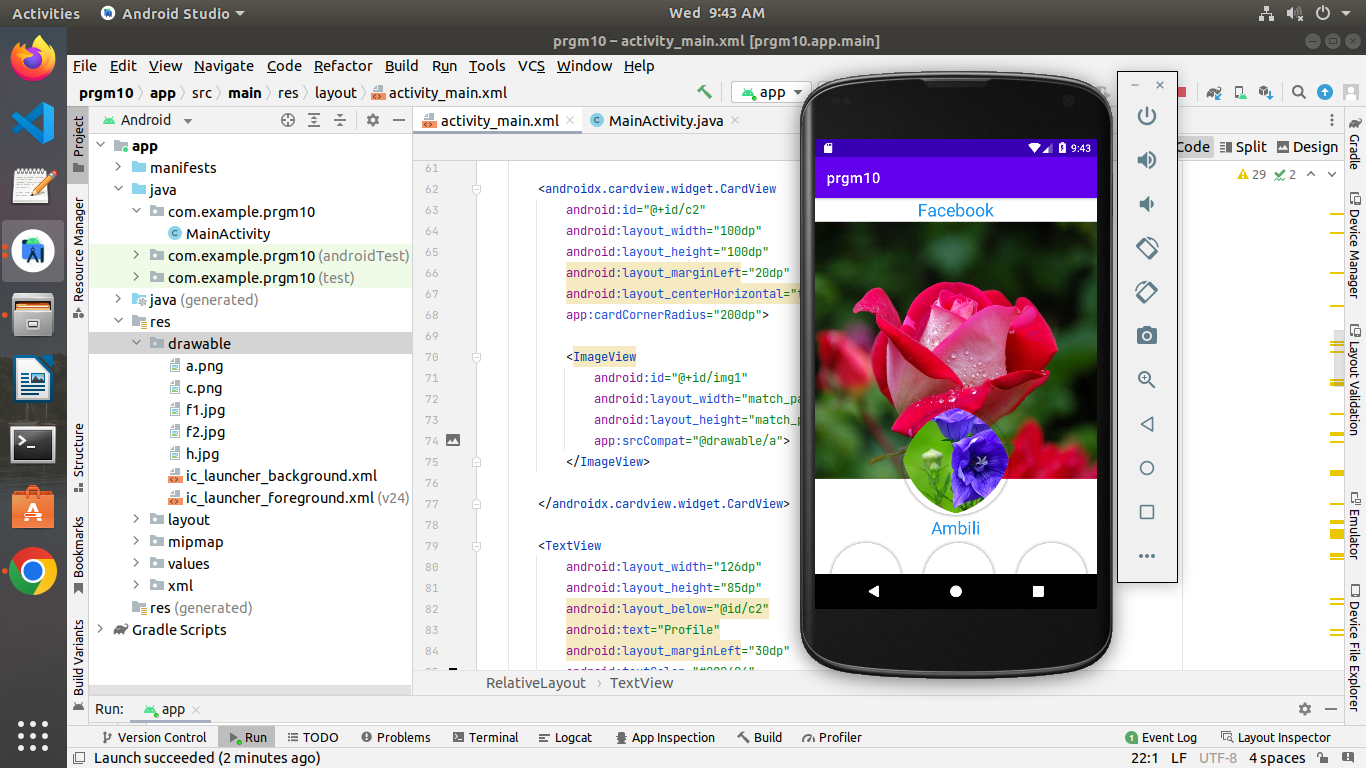 Activities Android Studio Wed 9:43 AM
prgm10 – activity_main.xml [prgm10.app.main]
File Edit View Navigate Code Refactor Build Run Tools VCS Window Help
prgm10 app src main res layout activity_main.xml app
Android activity_main.xml MainActivity.java
Code Split Design
29 2
Project
Resource Manager
Structure
Bookmarks
Build Variants
app
manifests
java
com.example.prgm10
MainActivity
com.example.prgm10 (androidTest)
com.example.prgm10 (test)
java (generated)
res
drawable
a.png
c.png
f1.jpg
f2.jpg
h.jpg
ic_launcher_background.xml
ic_launcher_foreground.xml (v24)
layout
mipmap
values
xml
res (generated)
Gradle Scripts
61
62 <androidx.cardview.widget.CardView
63 android:id="@+id/c2"
64 android:layout_width="100dp"
65 android:layout_height="100dp"
66 android:layout_marginLeft="20dp"
67 android:layout_centerHorizontal="
68 app:cardCornerRadius="200dp">
69
70 <ImageView
71 android:id="@+id/img1"
72 android:layout_width="match_pa
73 android:layout_height="match_p
74 app:srcCompat="@drawable/a">
75 </ImageView>
76
77 </androidx.cardview.widget.CardView>
78
79 <TextView
80 android:layout_width="126dp"
81 android:layout_height="85dp"
82 android:layout_below="@id/c2"
83 android:text="Profile"
84 android:layout_marginLeft="30dp"
RelativeLayout TextView
9:43
prgm10
Facebook
Ambili
Gradle
Device Manager
Layout Validation
Emulator
Device File Explorer
Run: app
Version Control Run TODO Problems Terminal Logcat App Inspection Build Profiler 1 Event Log Layout Inspector
Launch succeeded (2 minutes ago) 22:1 LF UTF-8 4 spaces